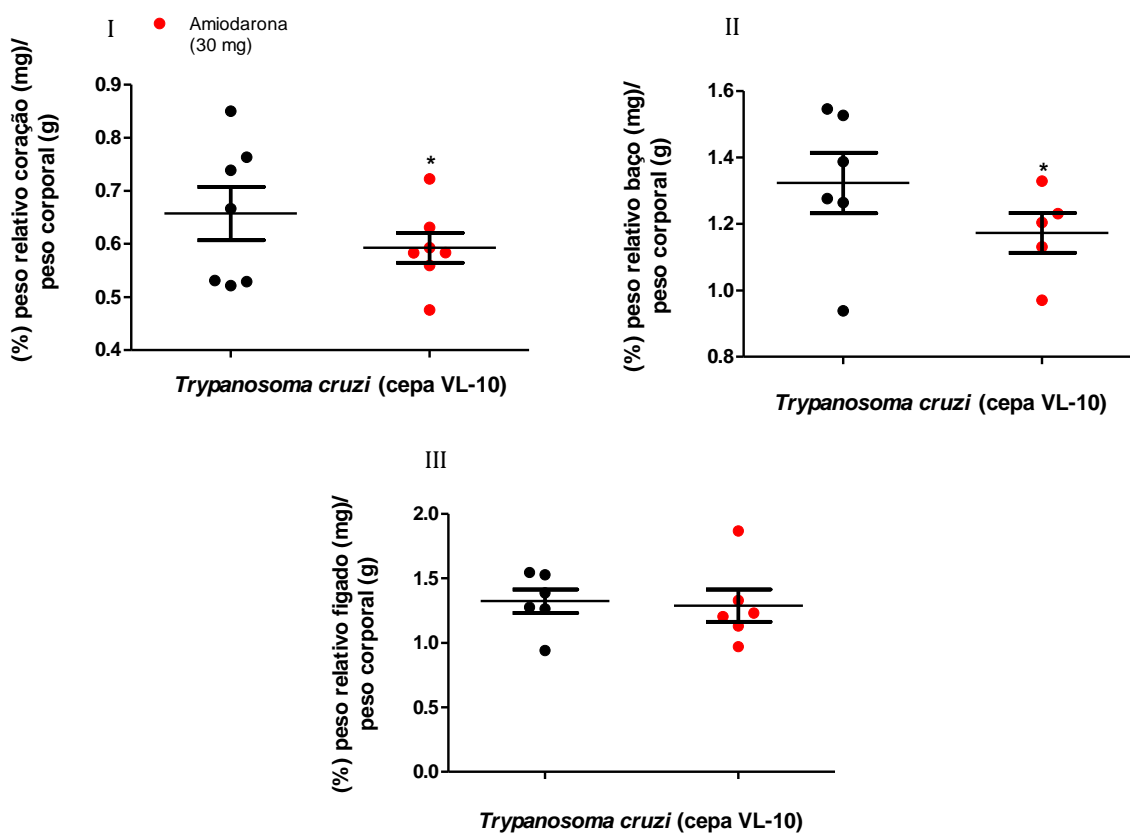 I
Amiodarona
(30 mg)
(%) peso relativo coração (mg)/
peso corporal (g)
0.9
0.8
0.7
0.6
0.5
0.4
*
Trypanosoma cruzi (cepa VL-10)
II
(%) peso relativo baço (mg)/
peso corporal (g)
1.6
1.4
1.2
1.0
0.8
*
Trypanosoma cruzi (cepa VL-10)
III
(%) peso relativo figado (mg)/
peso corporal (g)
2.0
1.5
1.0
0.5
0.0
Trypanosoma cruzi (cepa VL-10)